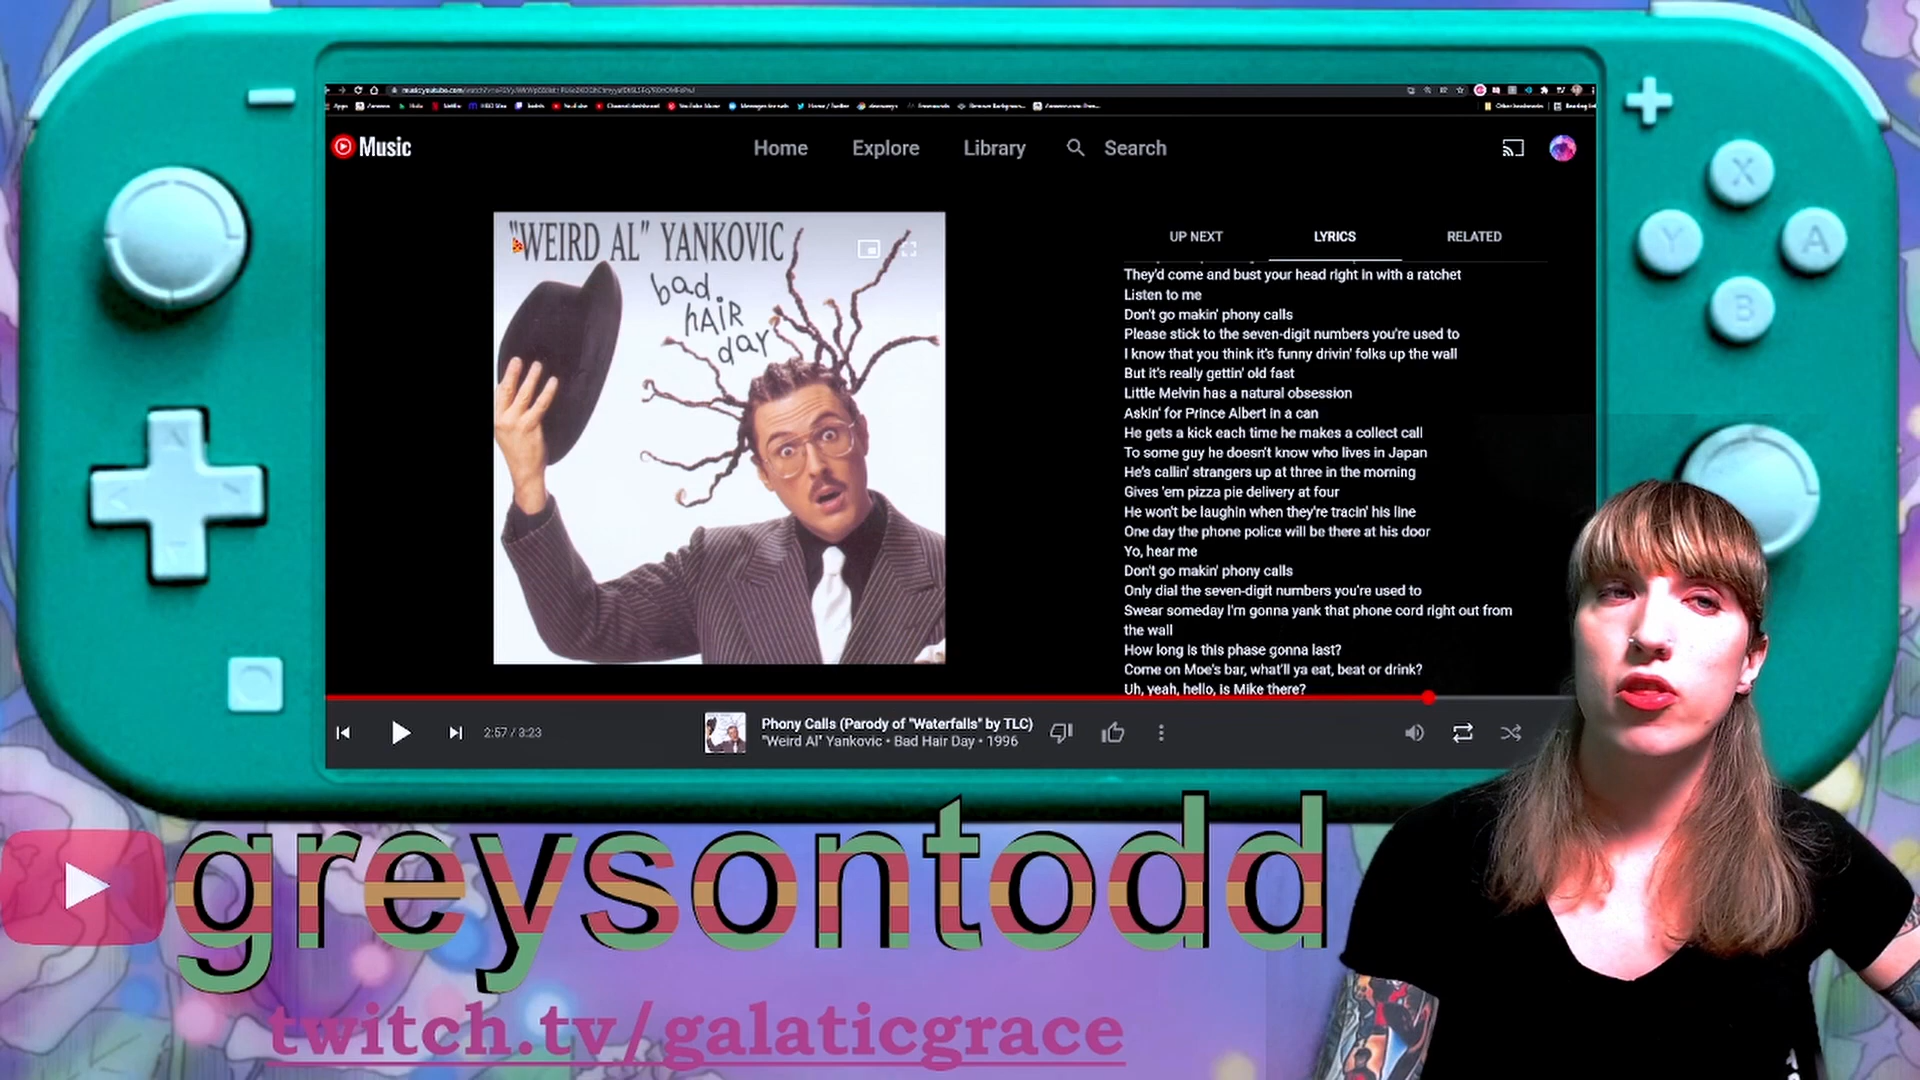 Music
Home
Explore
Library
Search
"WEIRD AL" YANKOVIC
bad
hAiR
day
UP NEXT
LYRICS
RELATED
They'd come and bust your head right in with a ratchet
Listen to me
Don't go makin' phony calls
Please stick to the seven-digit numbers you're used to
I know that you think it's funny drivin' folks up the wall
But it's really gettin' old fast
Little Melvin has a natural obsession
Askin' for Prince Albert in a can
He gets a kick each time he makes a collect call
To some guy he doesn't know who lives in Japan
He's callin' strangers up at three in the morning
Gives 'em pizza pie delivery at four
He won't be laughin when they're tracin' his line
One day the phone police will be there at his door
Yo, hear me
Don't go makin' phony calls
Only dial the seven-digit numbers you're used to
Swear someday I'm gonna yank that phone cord right out from
the wall
How long is this phase gonna last?
Come on Moe's bar, what'll ya eat, beat or drink?
Uh, yeah, hello, is Mike there?
2:57 / 3:23
Phony Calls (Parody of "Waterfalls" by TLC)
"Weird Al" Yankovic • Bad Hair Day • 1996
X
Y
A
B
greysontodd
twitch.tv/galaticgrace